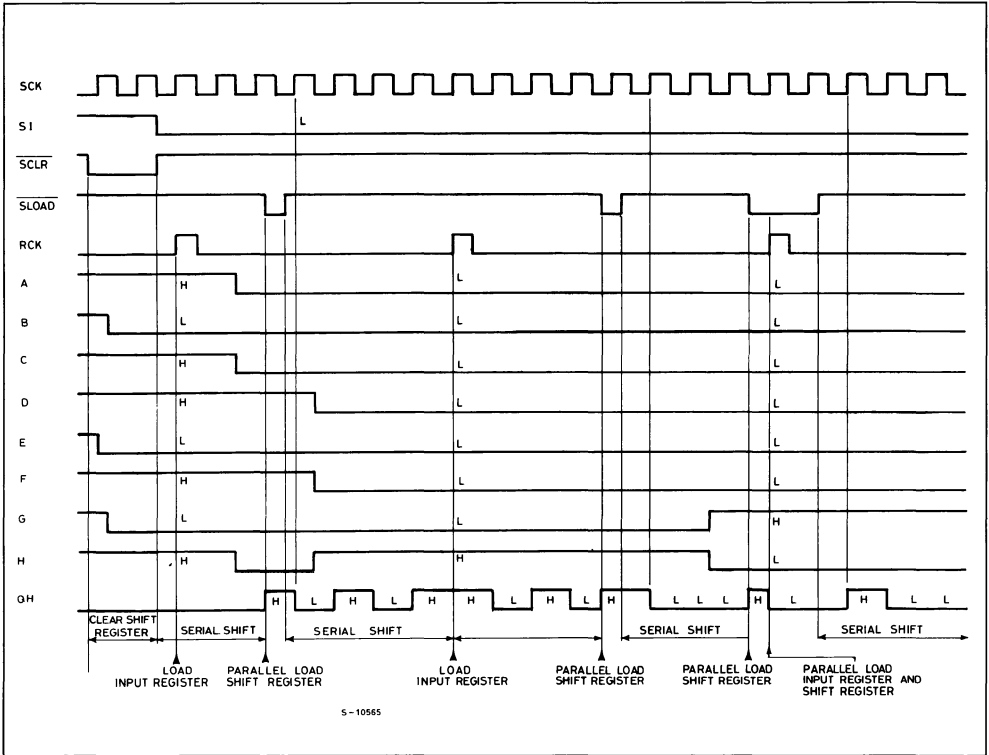 SCK
SI L
SCLR
SLOAD
RCK
A H L L
B L L L
C H L L
D H L L
E L L L
F H L L
G L L H
H H H L
QH H L H L H H L H L H L L L H L H L L
CLEAR SHIFT
REGISTER
SERIAL SHIFT SERIAL SHIFT SERIAL SHIFT SERIAL SHIFT
LOAD
INPUT REGISTER
PARALLEL LOAD
SHIFT REGISTER
LOAD
INPUT REGISTER
PARALLEL LOAD
SHIFT REGISTER
PARALLEL LOAD
SHIFT REGISTER
PARALLEL LOAD
INPUT REGISTER AND
SHIFT REGISTER
S-10565